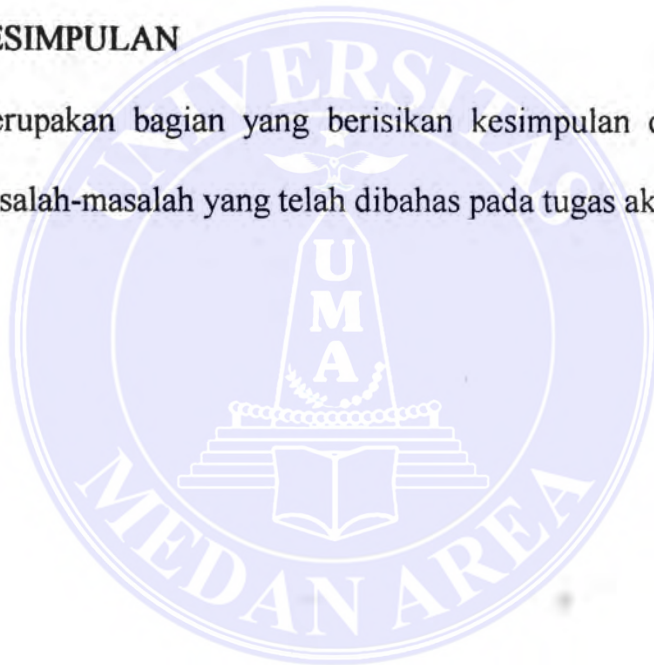 ESIMPULAN
erupakan bagian yang berisikan kesimpulan
salah-masalah yang telah dibahas pada tugas ak
UNIVERSITAS
U
M
A
MEDAN AREA